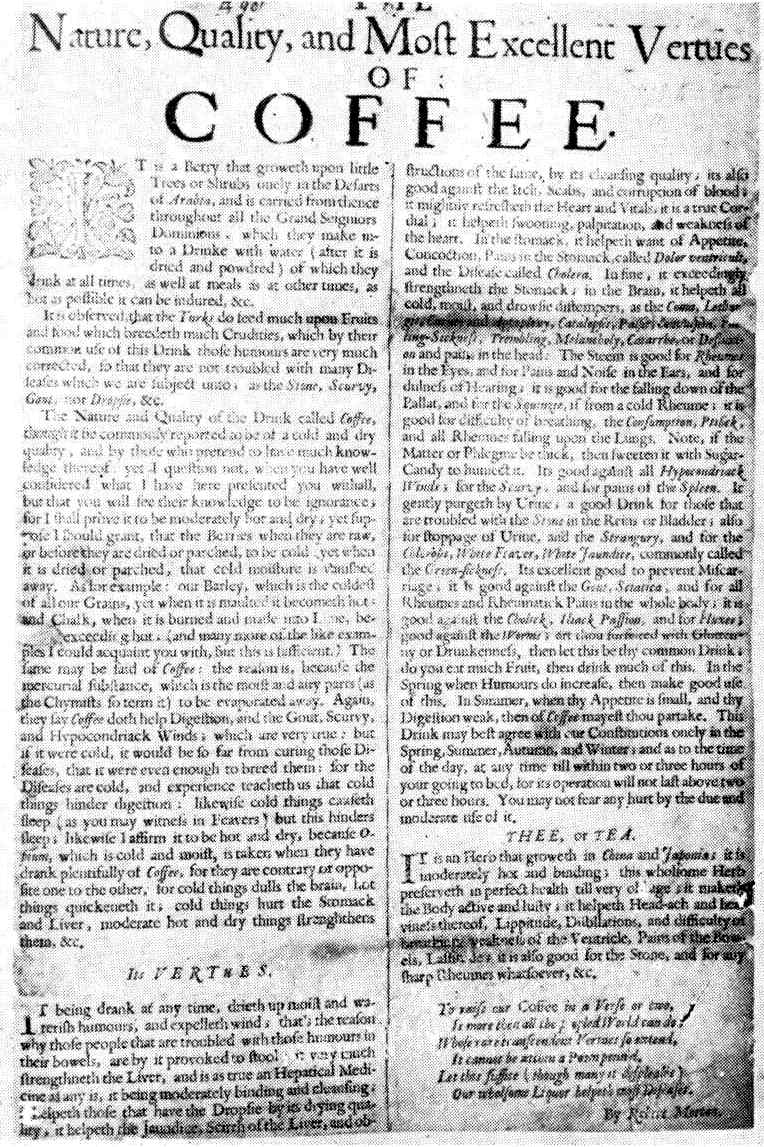 THE
Nature, Quality, and Most Excellent Vertues
OF
COFFEE.
IT is a Berry that groweth upon little
Trees or Shrubs onely in the Desarts
of Arabia, and is carried from thence
throughout all the Grand Seigniors
Dominions, which they make in-
to a Drinke with water (after it is
dried and powdred) of which they
drink at all times, as well at meals as at other times, as
hot as possible it can be indured, &c.
It is observed that the Turks do feed much upon Fruits
and food which breedeth much Crudities, which by their
common use of this Drink those humours are very much
corrected, so that they are not troubled with many Di-
seases which we are subject unto; as the Stone, Scurvy,
Gout, nor Dropsie, &c.
The Nature and Quality of the Drink called Coffee,
though it be commonly reported to be of a cold and dry
quality, and by those who pretend to have much know-
ledge thereof: yet I question not, when you have well
considered what I have here presented you withall,
but that you will see their knowledge to be ignorance;
for I shall prove it to be moderately hot and dry; yet sup-
pose I should grant, that the Berries when they are raw,
or before they are dried or parched, to be cold; yet when
it is dried or parched, that cold moisture is vanished
away. As for example: our Barley, which is the coldest
of all our Grains, yet when it is maulted it becometh hot:
and Chalk, when it is burned and made into Lime, be-
exceeding hot: (and many more of the like exam-
ples I could acquaint you with, but this is sufficient.) The
same may be said of Coffee: the reason is, because the
mercurial substance, which is the moist and airy parts (as
the Chymists so term it) to be evaporated away. Again,
they say Coffee doth help Digestion, and the Gout, Scurvy,
and Hypocondriack Winds; which are very true: but
if it were cold, it would be so far from curing those Di-
seases, that it were even enough to breed them: for the
Diseases are cold, and experience teacheth us that cold
things hinder digestion: likewise cold things causeth
sleep (as you may witness in Feavers) but this hinders
sleep; likewise I affirm it to be hot and dry, because O-
pium, which is cold and moist, is taken when they have
drank plentifully of Coffee, for they are contrary or oppo-
site one to the other, for cold things dulls the brain, hot
things quickeneth it; cold things hurt the Stomack
and Liver, moderate hot and dry things strenghthens
them, &c.
Its VERTUES.
IT being drank at any time, drieth up moist and wa-
terish humours, and expelleth wind; that's the reason
why those people that are troubled with those humours in
their bowels, are by it provoked to stool; it very much
strengthneth the Liver, and is as true an Hepatical Medi-
cine as any is, it being moderately binding and cleansing:
Helpeth those that have the Dropsie by its drying qua-
lity, it helpeth the Jaundice, Scurff of the Liver, and ob-
structions of the same, by its cleansing quality; its also
good against the Itch, Scabs, and corruption of blood;
it mightily refresheth the Heart and Vitals, it is a true Cor-
dial; it helpeth swooning, palpitation, and weakness of
the heart. In the stomack, it helpeth want of Appetite,
Concoction, Pains in the Stomack, called Dolor ventriculi,
and the Disease called Cholera. In fine, it exceedingly
strengthneth the Stomack: in the Brain, it helpeth all
cold, moist, and drowsie distempers, as the Coma, Lethar-
gie, and Catalepsis, Palsie,
ling-Sickness, Trembling, Melancholy, Catarrhe, or
on and pains in the head: The Steem is good for Rheumes
in the Eyes, and for Pains and Noise in the Ears, and for
dulness of Hearing; it is good for the falling down of the
Pallat, and for the Squinzie, if from a cold Rheume: it is
good for difficulty of breathing, the Consumption, Ptisick,
and all Rheumes falling upon the Lungs. Note, if the
Matter or Phlegme be thick, then sweeten it with Sugar-
Candy to humect it. Its good against all Hypocondriack
Winds; for the Scurvy, and for pains of the Spleen. It
gently purgeth by Urine; a good Drink for those that
are troubled with the Stone in the Reins or Bladder; also
for stoppage of Urine, and the Strangury, and for the
Chlorosis, White Feaver, White Jaundice, commonly called
the Green-sickness. Its excellent good to prevent Miscar-
riage; it is good against the Gout, Sciatica, and for all
Rheumes and Rheumatick Pains in the whole body; it is
good against the Cholick, Iliack Passion, and for Fluxes;
good against the Worms; art thou surfeited with Glutton-
ny or Drunkenness, then let this be thy common Drink;
do you eat much Fruit, then drink much of this. In the
Spring when Humours do increase, then make good use
of this. In Summer, when thy Appetite is small, and thy
Digestion weak, then of Coffee mayest thou partake. This
Drink may best agree with our Constitutions onely in the
Spring, Summer, Autumn, and Winter; and as to the time
of the day, at any time till within two or three hours of
your going to bed, for its operation will not last above two
or three hours. You may not fear any hurt by the due and
moderate use of it.
THEE, or TEA.
IT is an Herb that groweth in China and Japonia; it is
moderately hot and binding; this wholsome Herb
preserveth in perfect health till very old age; it maketh
the Body active and lusty; it helpeth Head-ach and hea-
viness thereof, Lippitude, Distillations, and difficulty of
breathing, weakness of the Ventricle, Pains of the Bow-
els, it is also good for the Stone, and for any
sharp Rheumes whatsoever, &c.
To raise our Coffee in a Verse or two,
Is more then all the World can do:
Whose rare transcendent Vertues so extend,
It cannot be within a Poem penn'd,
Let this suffice (though many it displeases)
Our wholsome Liquor helpeth most Diseases.
By Robert Morton.